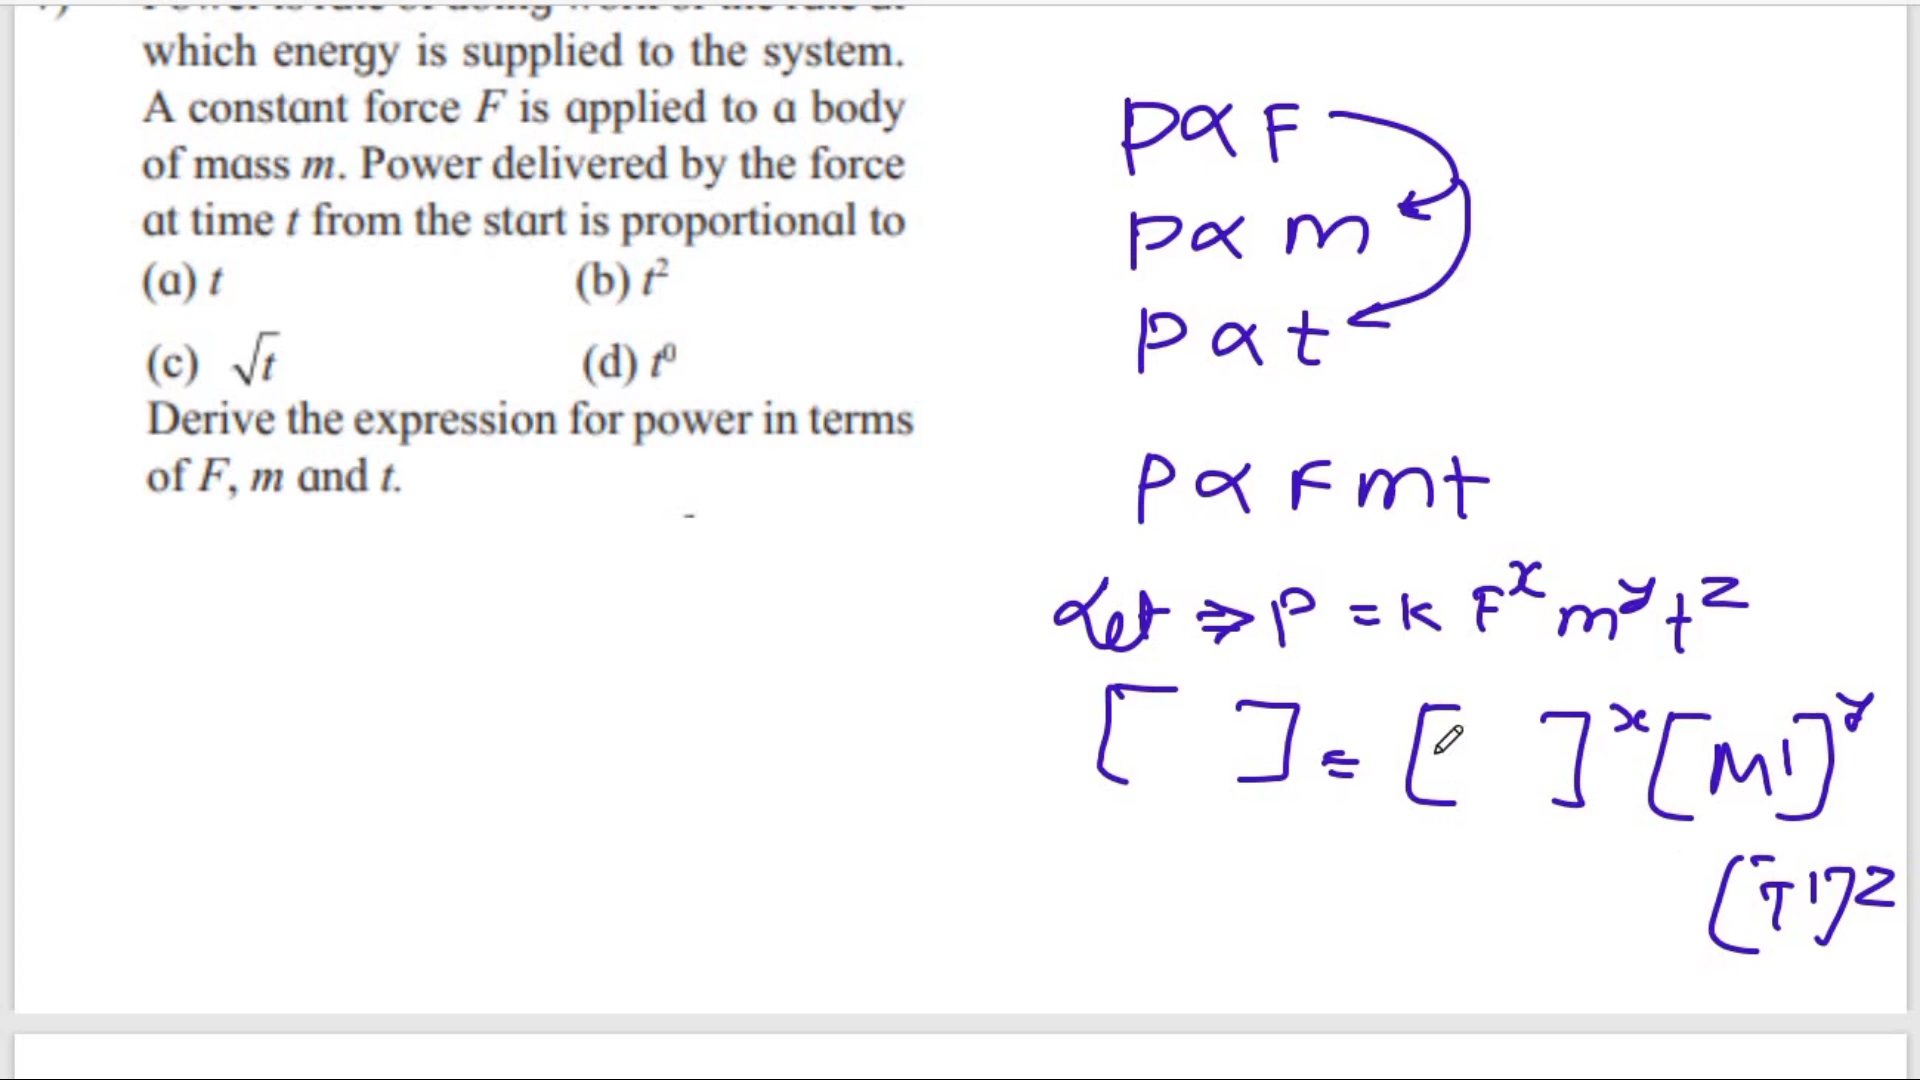 which energy is supplied to the system.
A constant force F is applied to a body
of mass m. Power delivered by the force
at time t from the start is proportional to
(a) t (b) t²
(c) √t (d) t⁰
Derive the expression for power in terms
of F, m and t.
P α F
P α m
P α t
P α F m t
Let ⇒ P = K F^x m^y t^z
[ ] = [ ]^x [M1]^y
[T1]^z